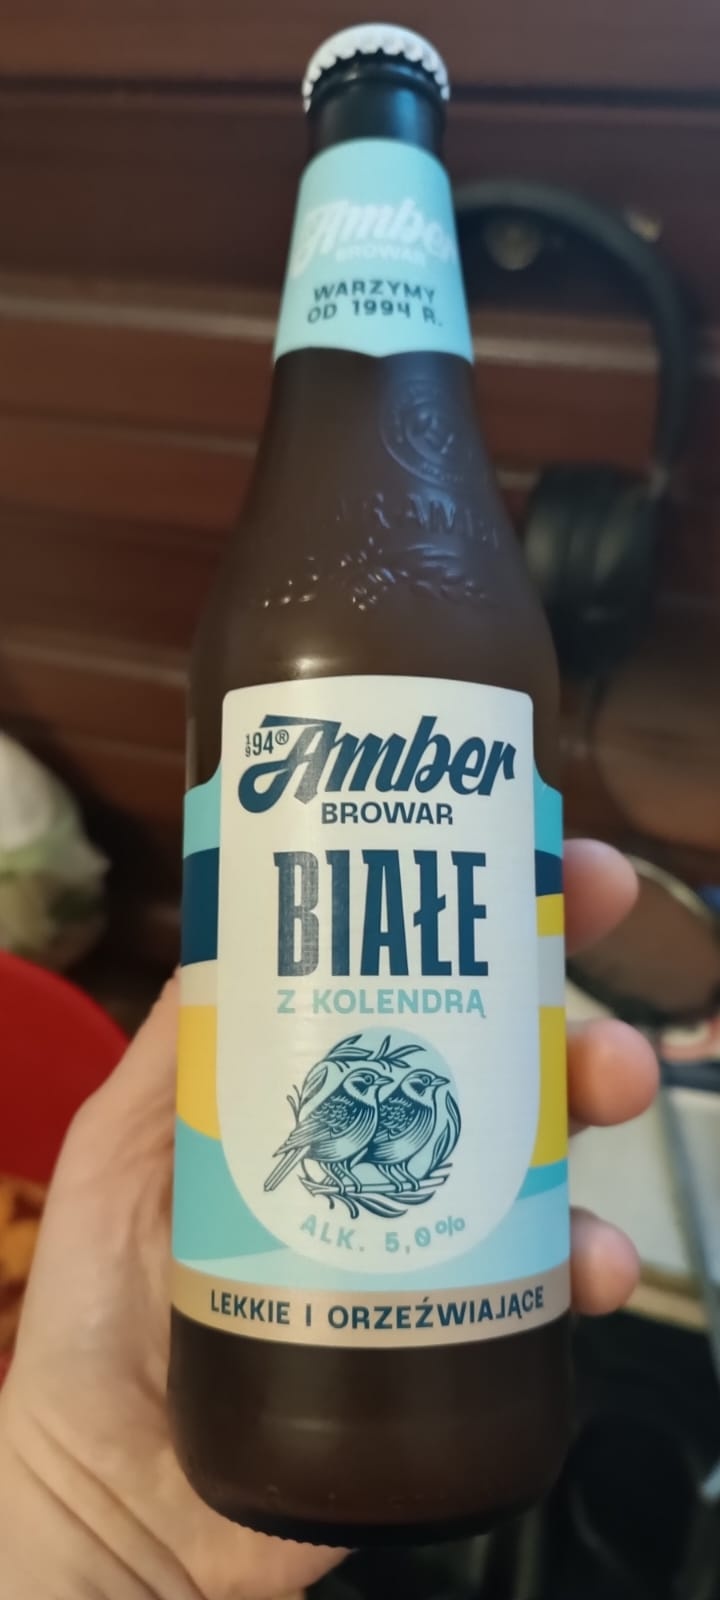 Amber
BROWAR
WARZYMY
OD 1994 R.
1994® Amber
BROWAR
BIAŁE
Z KOLENDRĄ
ALK. 5,0%
LEKKIE I ORZEŹWIAJĄCE